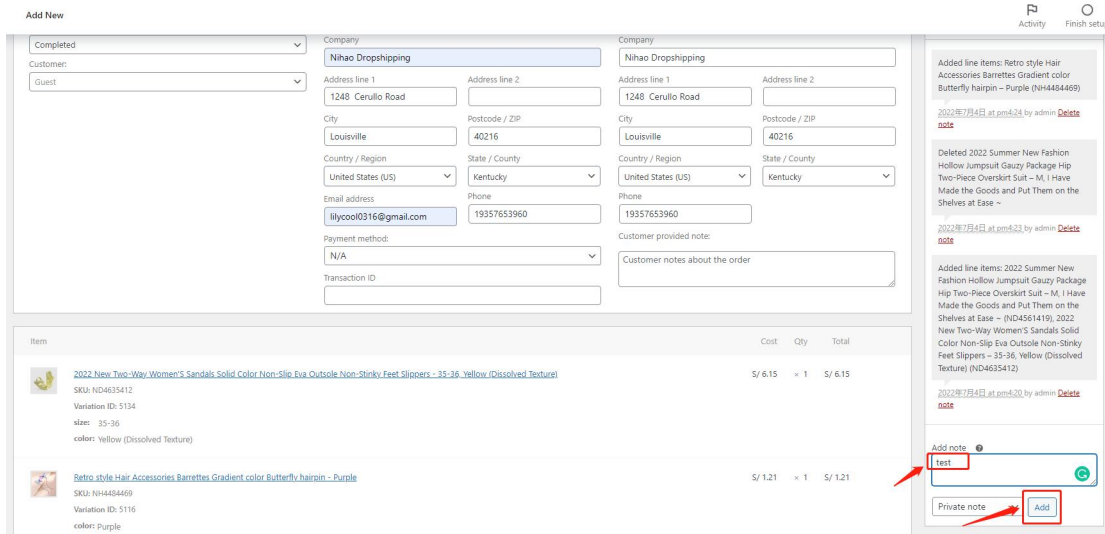 Add New
Activity
Finish setu
Completed
Customer:
Guest
Company
Nihao Dropshipping
Address line 1
Address line 2
1248 Cerullo Road
City
Postcode / ZIP
Louisville
40216
Country / Region
State / County
United States (US)
Kentucky
Email address
Phone
lilycool0316@gmail.com
19357653960
Payment method:
N/A
Transaction ID
Company
Nihao Dropshipping
Address line 1
Address line 2
1248 Cerullo Road
City
Postcode / ZIP
Louisville
40216
Country / Region
State / County
United States (US)
Kentucky
Phone
19357653960
Customer provided note:
Customer notes about the order
Item
Cost
Qty
Total
2022 New Two-Way Women'S Sandals Solid Color Non-Slip Eva Outsole Non-Stinky Feet Slippers - 35-36, Yellow (Dissolved Texture)
S/ 6.15
× 1
S/ 6.15
SKU: ND4635412
Variation ID: 5134
size: 35-36
color: Yellow (Dissolved Texture)
Retro style Hair Accessories Barrettes Gradient color Butterfly hairpin - Purple
S/ 1.21
× 1
S/ 1.21
SKU: NH4484469
Variation ID: 5116
color: Purple
Added line items: Retro style Hair
Accessories Barrettes Gradient color
Butterfly hairpin – Purple (NH4484469)
2022年7月4日 at pm4:24 by admin Delete
note
Deleted 2022 Summer New Fashion
Hollow Jumpsuit Gauzy Package Hip
Two-Piece Overskirt Suit – M, I Have
Made the Goods and Put Them on the
Shelves at Ease ~
2022年7月4日 at pm4:23 by admin Delete
note
Added line items: 2022 Summer New
Fashion Hollow Jumpsuit Gauzy Package
Hip Two-Piece Overskirt Suit – M, I Have
Made the Goods and Put Them on the
Shelves at Ease ~ (ND4561419), 2022
New Two-Way Women'S Sandals Solid
Color Non-Slip Eva Outsole Non-Stinky
Feet Slippers – 35-36, Yellow (Dissolved
Texture) (ND4635412)
2022年7月4日 at pm4:20 by admin Delete
note
Add note
test
Private note
Add